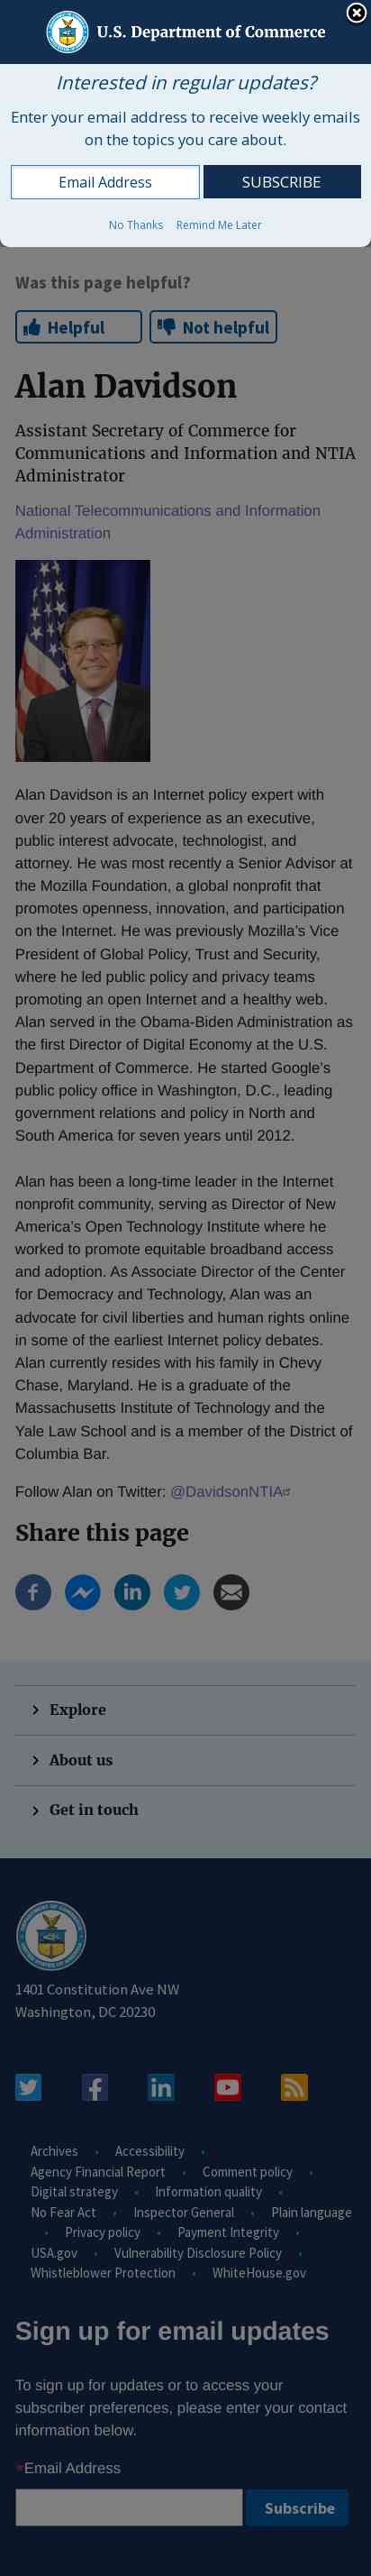 U.S. Department of Commerce
Interested in regular updates?
Enter your email address to receive weekly emails
on the topics you care about.
Email Address
SUBSCRIBE
No Thanks Remind Me Later
Was this page helpful?
Helpful
Not helpful
Alan Davidson
Assistant Secretary of Commerce for
Communications and Information and NTIA
Administrator
National Telecommunications and Information
Administration
Alan Davidson is an Internet policy expert with
over 20 years of experience as an executive,
public interest advocate, technologist, and
attorney. He was most recently a Senior Advisor at
the Mozilla Foundation, a global nonprofit that
promotes openness, innovation, and participation
on the Internet. He was previously Mozilla's Vice
President of Global Policy, Trust and Security,
where he led public policy and privacy teams
promoting an open Internet and a healthy web.
Alan served in the Obama-Biden Administration as
the first Director of Digital Economy at the U.S.
Department of Commerce. He started Google's
public policy office in Washington, D.C., leading
government relations and policy in North and
South America for seven years until 2012.
Alan has been a long-time leader in the Internet
nonprofit community, serving as Director of New
America's Open Technology Institute where he
worked to promote equitable broadband access
and adoption. As Associate Director of the Center
for Democracy and Technology, Alan was an
advocate for civil liberties and human rights online
in some of the earliest Internet policy debates.
Alan currently resides with his family in Chevy
Chase, Maryland. He is a graduate of the
Massachusetts Institute of Technology and the
Yale Law School and is a member of the District of
Columbia Bar.
Follow Alan on Twitter: @DavidsonNTIA
Share this page
Explore
About us
Get in touch
1401 Constitution Ave NW
Washington, DC 20230
Archives • Accessibility •
Agency Financial Report • Comment policy •
Digital strategy • Information quality •
No Fear Act • Inspector General • Plain language
• Privacy policy • Payment Integrity •
USA.gov • Vulnerability Disclosure Policy •
Whistleblower Protection • WhiteHouse.gov
Sign up for email updates
To sign up for updates or to access your
subscriber preferences, please enter your contact
information below.
*Email Address
Subscribe